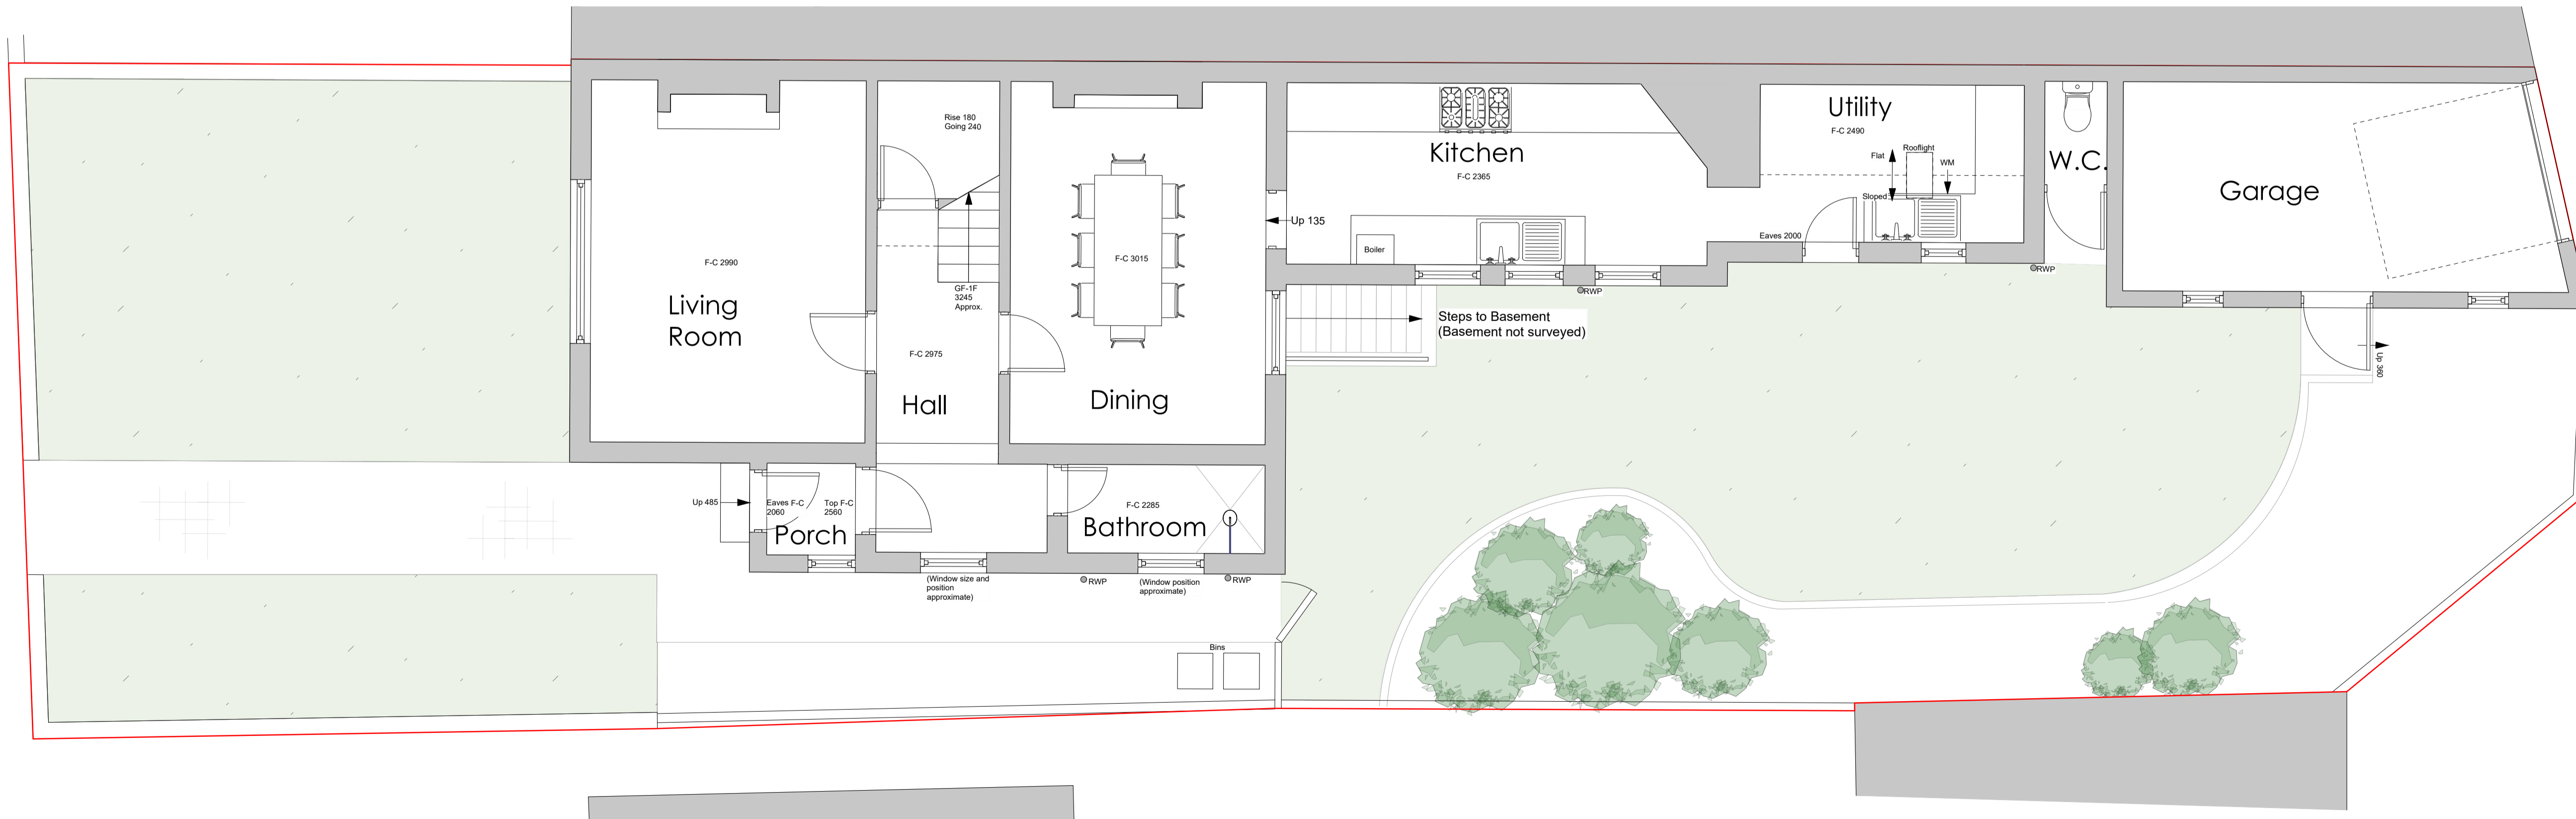 Rise 180
Going 240
F-C 2990
Living
Room
GF-1F
3245
Approx.
F-C 2975
Hall
F-C 3015
Dining
Up 135
Kitchen
F-C 2365
Boiler
Utility
F-C 2490
Rooflight
Flat
WM
Sloped
Eaves 2000
W.C.
RWP
RWP
Garage
Up 360
Steps to Basement
(Basement not surveyed)
Up 485
Eaves F-C
2060
Top F-C
2560
Porch
F-C 2285
Bathroom
(Window size and
position
approximate)
RWP
(Window position
approximate)
RWP
Bins